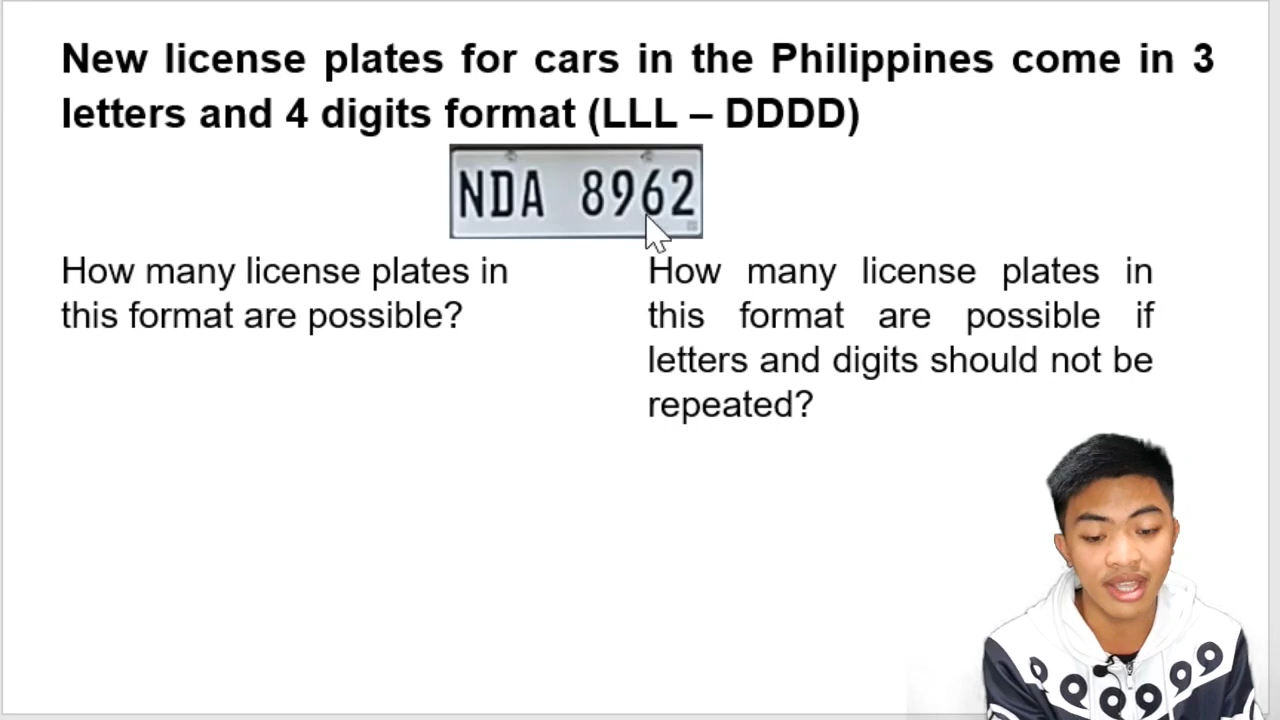 New license plates for cars in the Philippines come in 3
letters and 4 digits format (LLL – DDDD)
NDA 8962
How many license plates in
this format are possible?
How many license plates in
this format are possible if
letters and digits should not be
repeated?